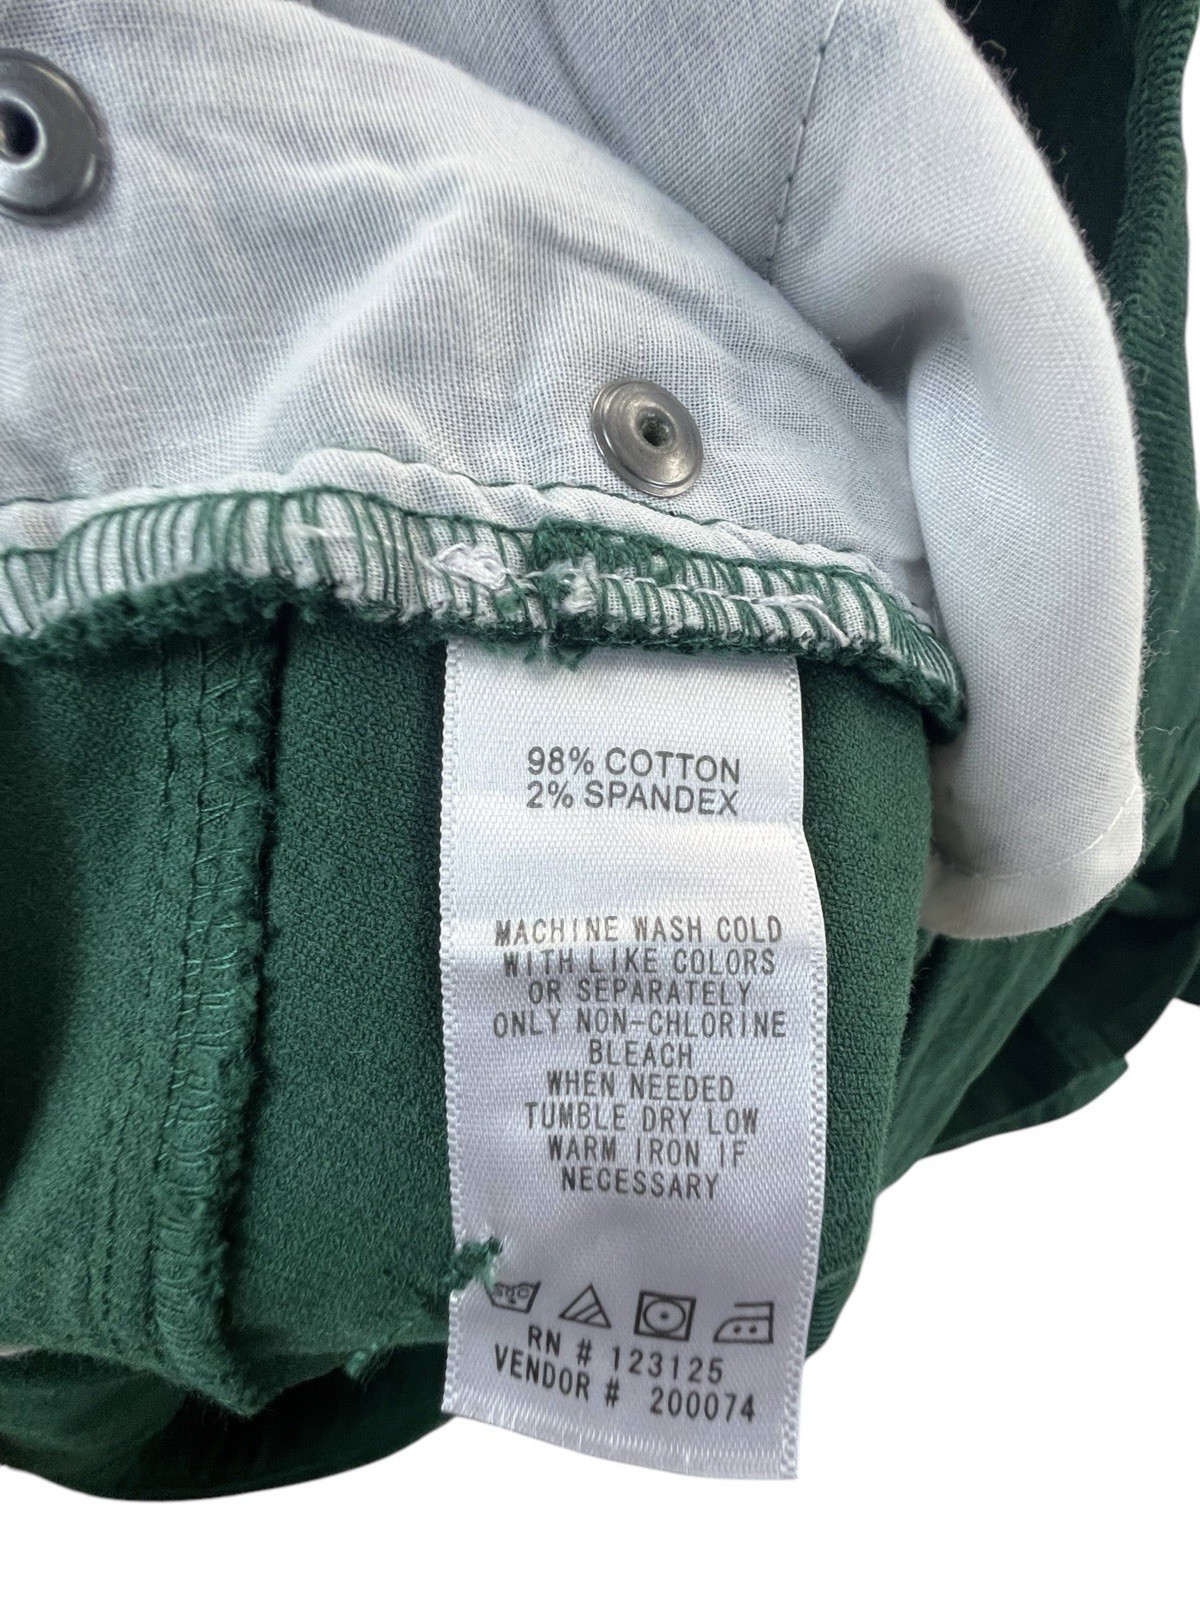 98% COTTON
2% SPANDEX
MACHINE WASH COLD
WITH LIKE COLORS
OR SEPARATELY
ONLY NON-CHLORINE
BLEACH
WHEN NEEDED
TUMBLE DRY LOW
WARM IRON IF
NECESSARY
RN # 123125
VENDOR # 200074